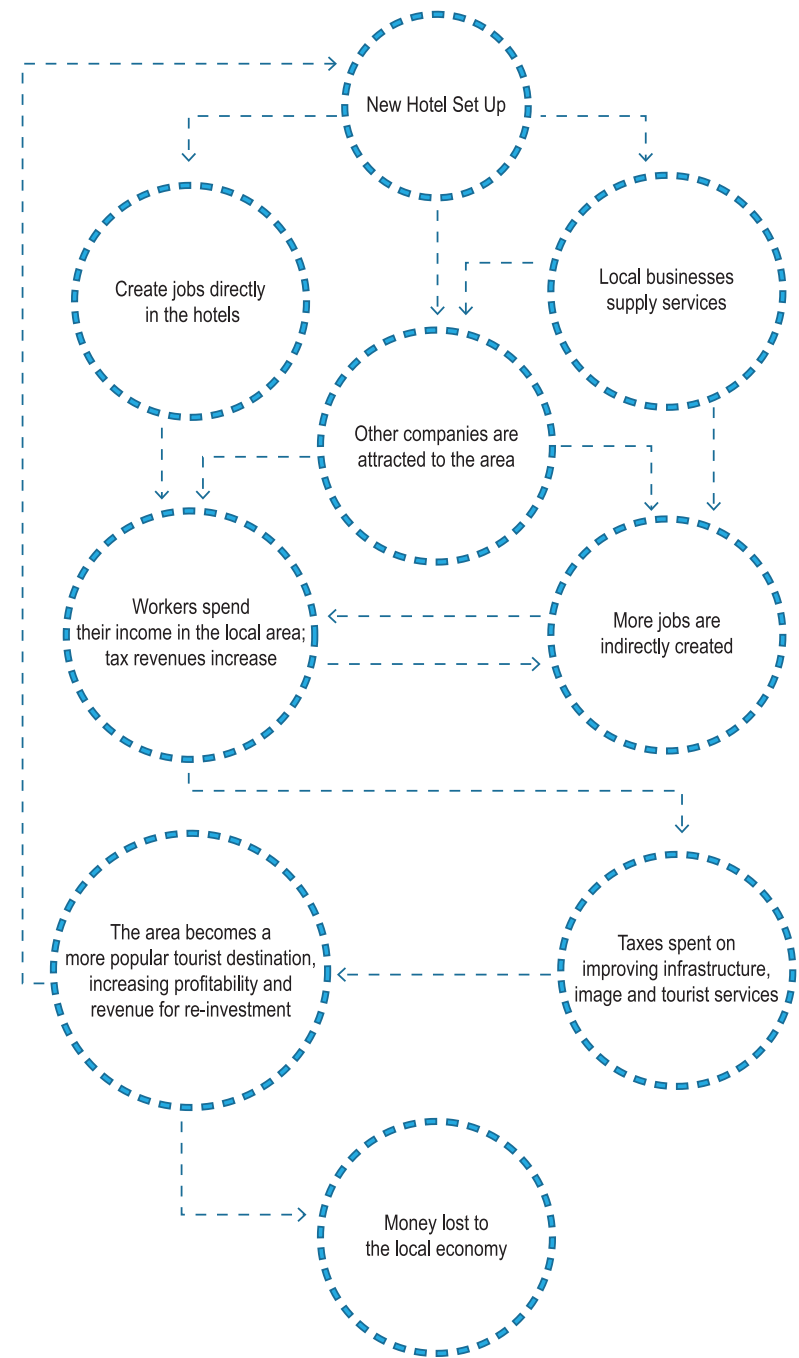 New Hotel Set Up
Create jobs directly
in the hotels
Local businesses
supply services
Other companies are
attracted to the area
Workers spend
their income in the local area;
tax revenues increase
More jobs are
indirectly created
The area becomes a
more popular tourist destination,
increasing profitability and
revenue for re-investment
Taxes spent on
improving infrastructure,
image and tourist services
Money lost to
the local economy